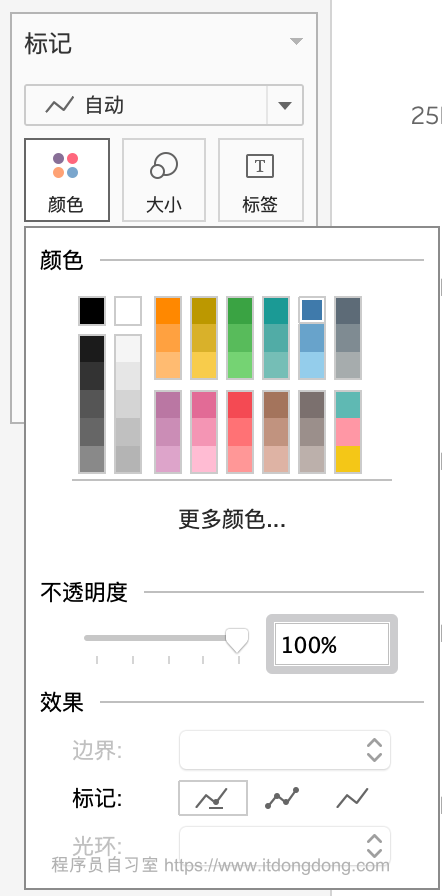 标记
25
自动
颜色
大小
T
标签
颜色
更多颜色...
不透明度
100%
效果
边界:
标记:
光环:
程序员自习室 https://www.itdongdong.com